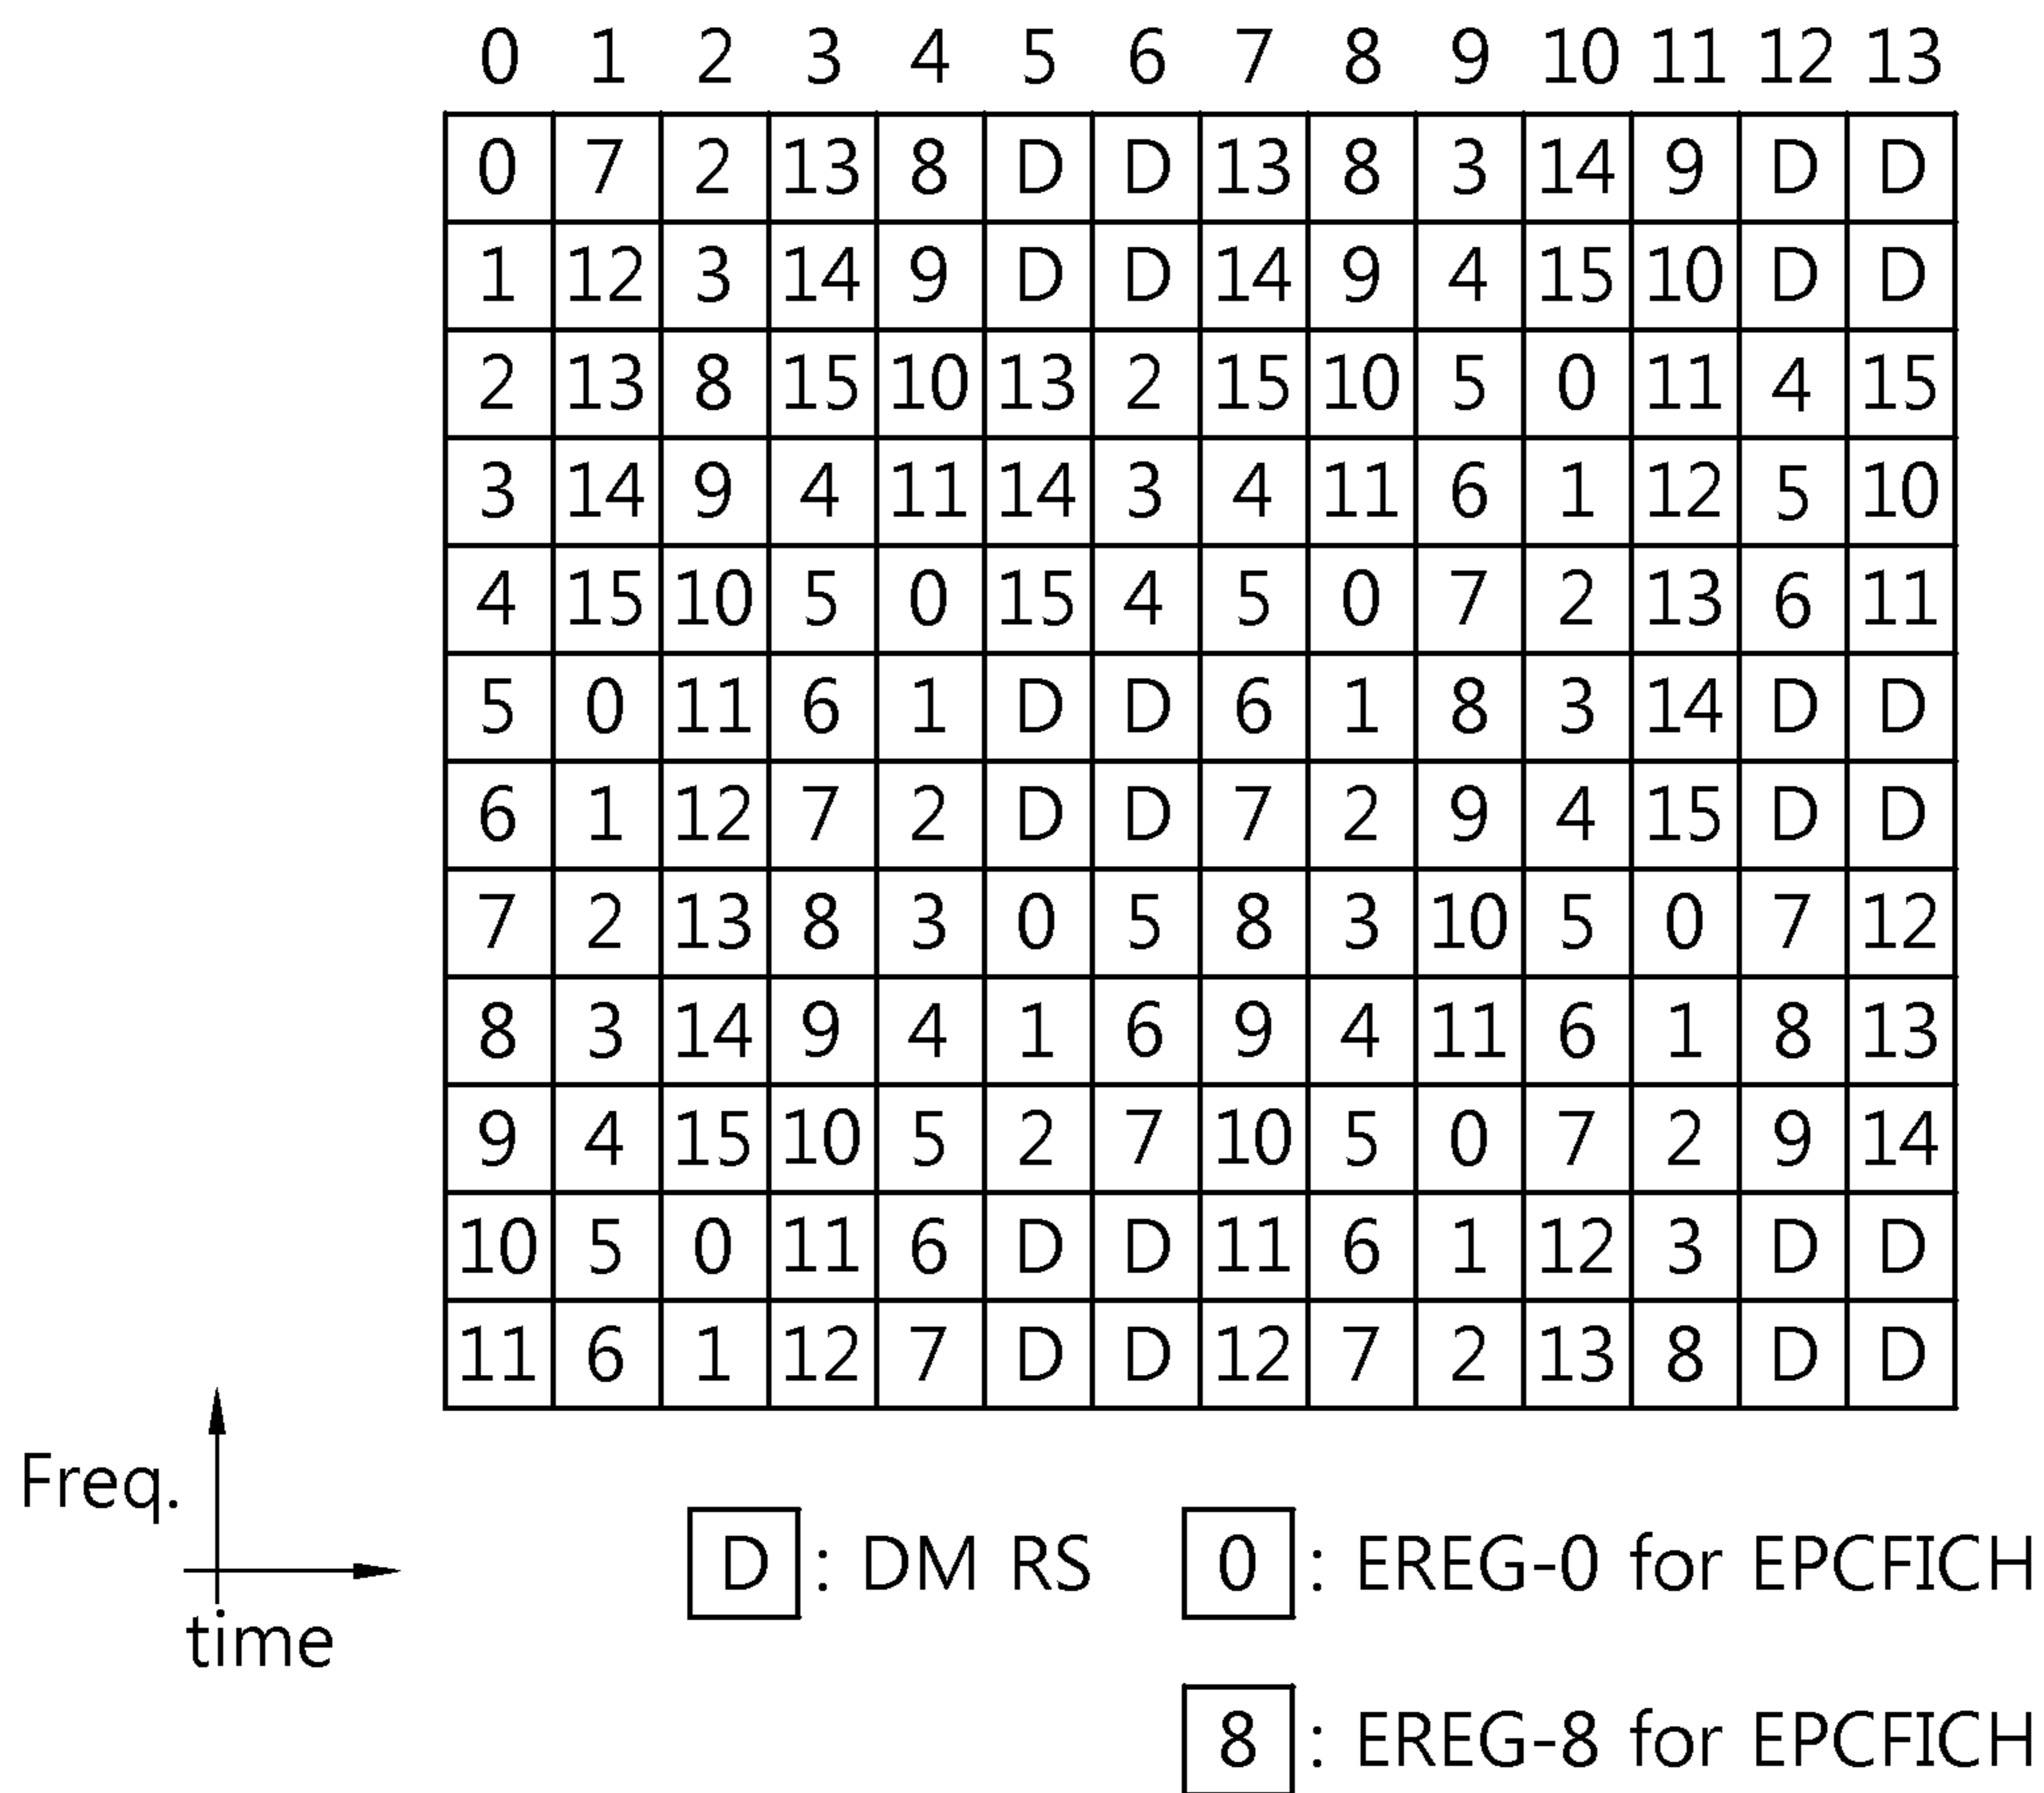 0 1 2 3 4 5 6 7 8 9 10 11 12 13
0 7 2 13 8 D D 13 8 3 14 9 D D
1 12 3 14 9 D D 14 9 4 15 10 D D
2 13 8 15 10 13 2 15 10 5 0 11 4 15
3 14 9 4 11 14 3 4 11 6 1 12 5 10
4 15 10 5 0 15 4 5 0 7 2 13 6 11
5 0 11 6 1 D D 6 1 8 3 14 D D
6 1 12 7 2 D D 7 2 9 4 15 D D
7 2 13 8 3 0 5 8 3 10 5 0 7 12
8 3 14 9 4 1 6 9 4 11 6 1 8 13
9 4 15 10 5 2 7 10 5 0 7 2 9 14
10 5 0 11 6 D D 11 6 1 12 3 D D
11 6 1 12 7 D D 12 7 2 13 8 D D
Freq.
time
D : DM RS 0 : EREG-0 for EPCFICH
8 : EREG-8 for EPCFICH